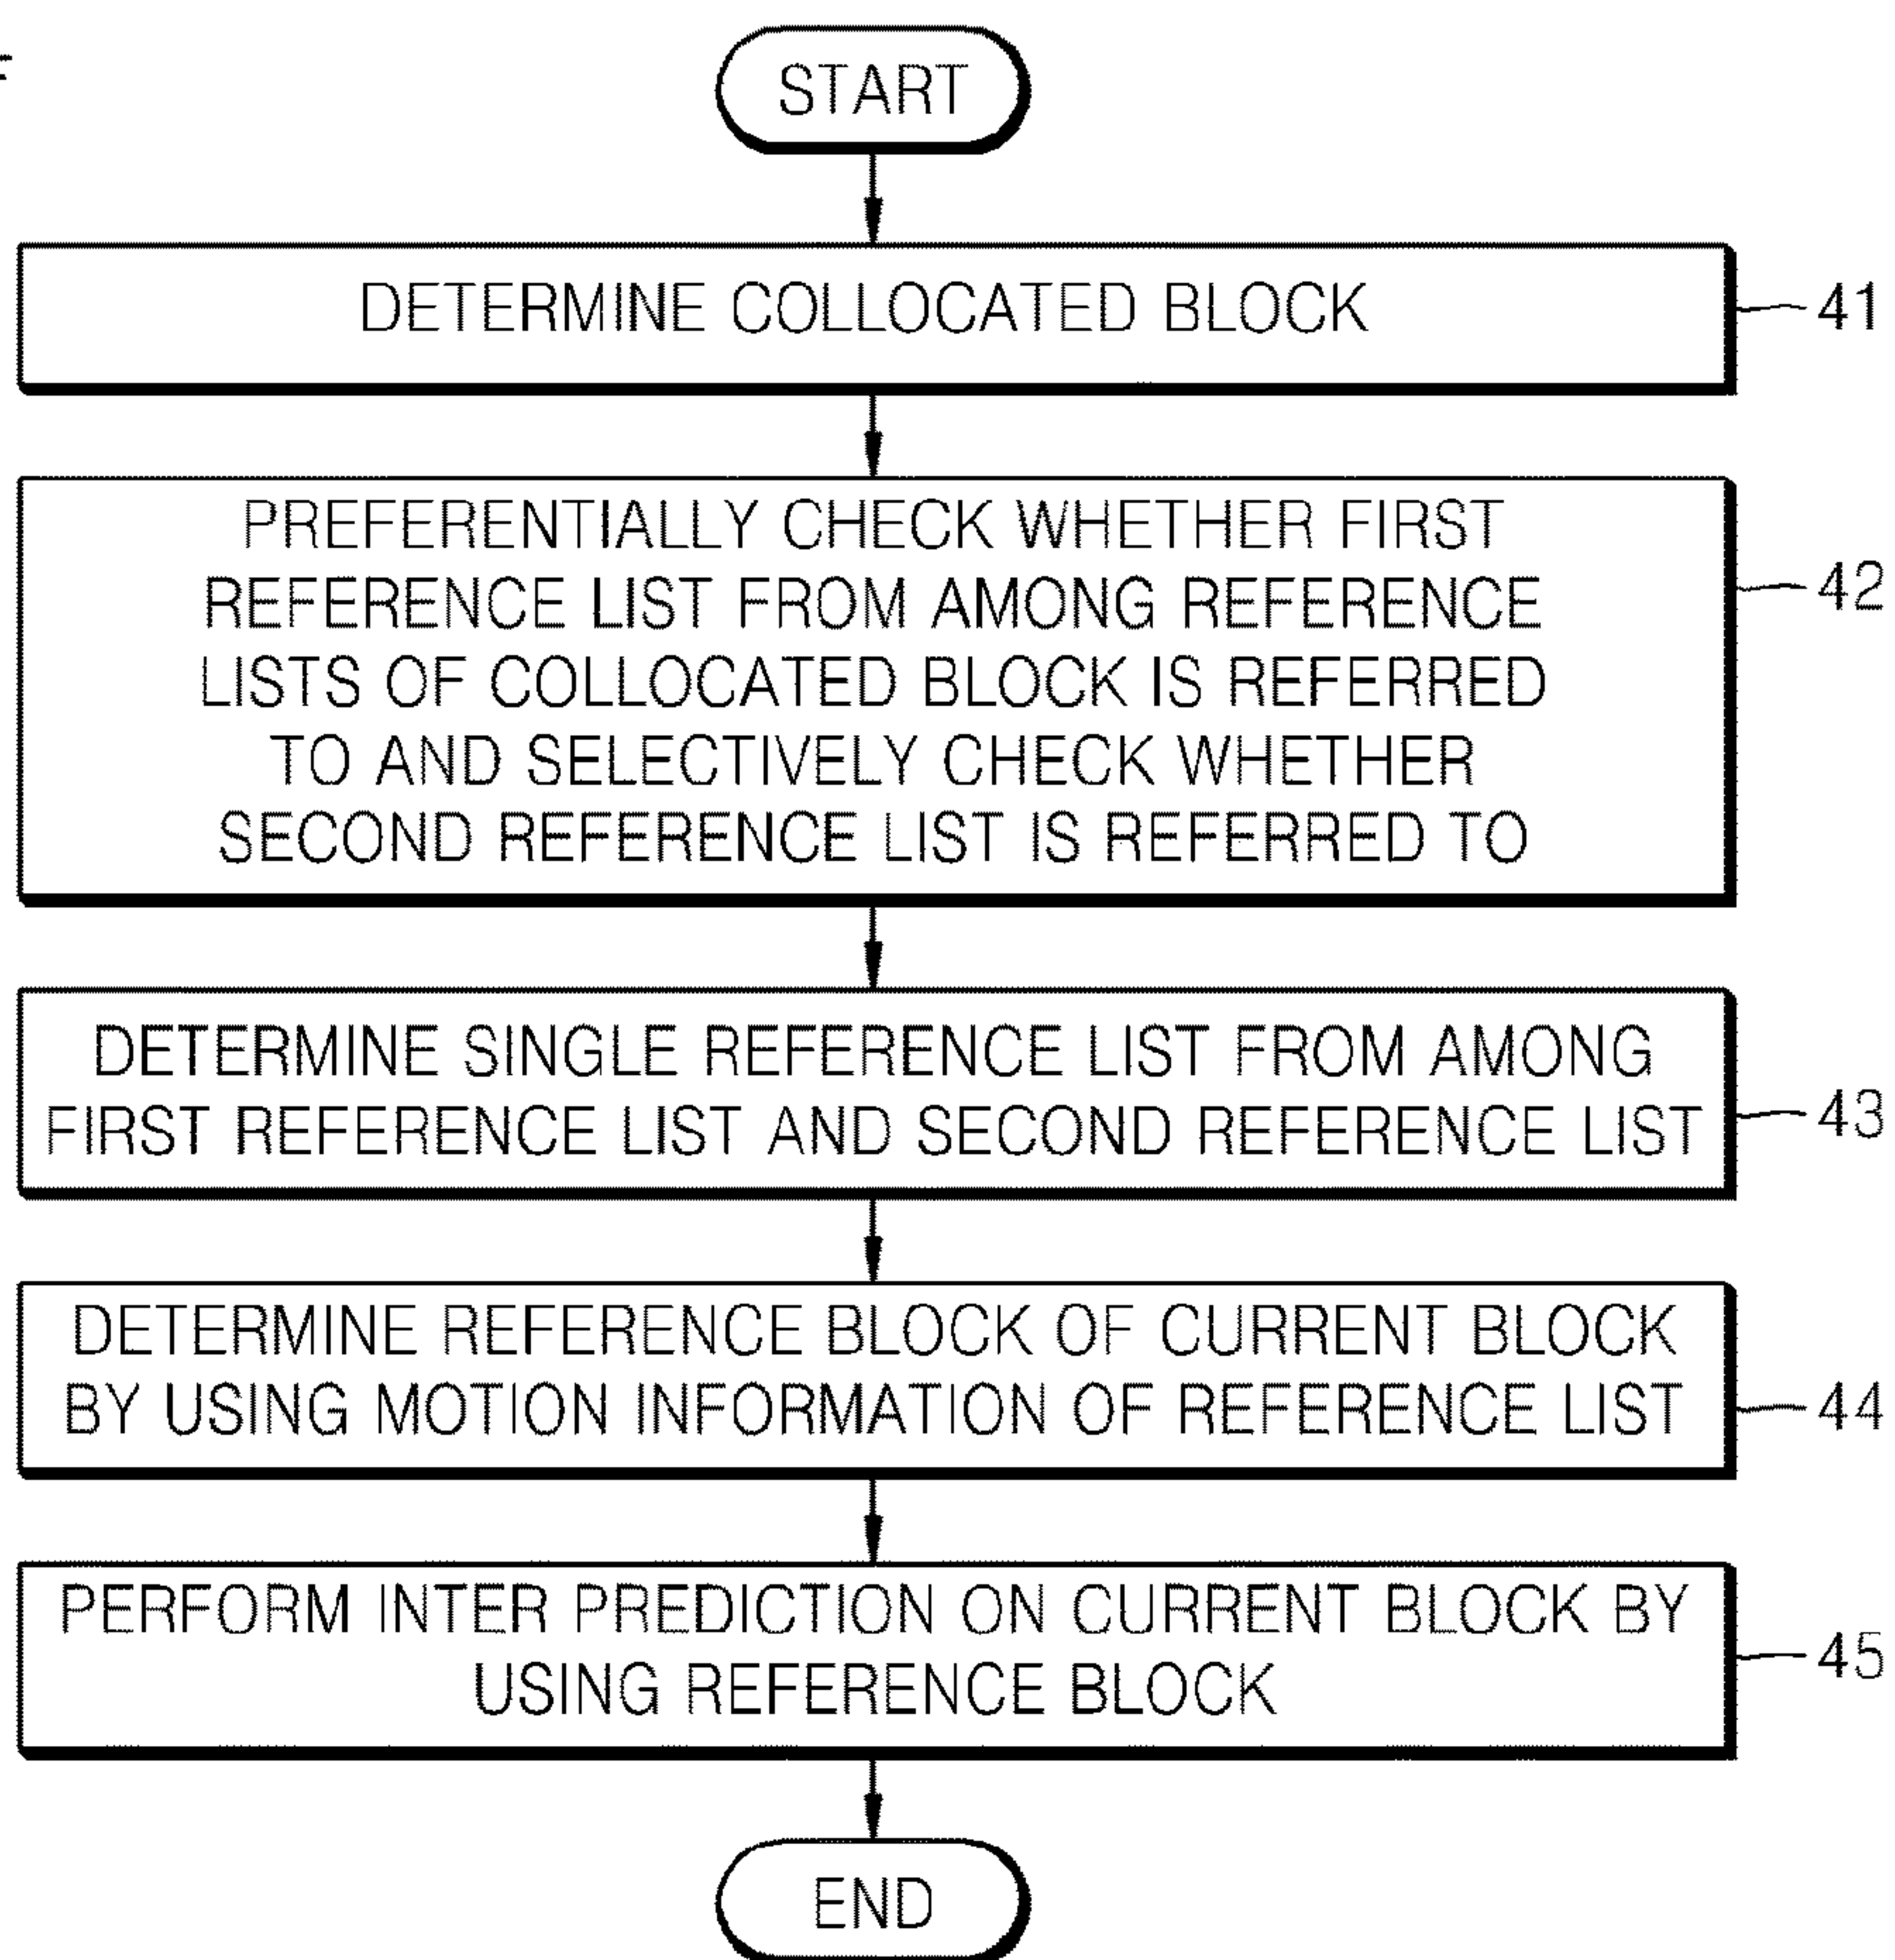 START
DETERMINE COLLOCATED BLOCK
41
PREFERENTIALLY CHECK WHETHER FIRST
REFERENCE LIST FROM AMONG REFERENCE
LISTS OF COLLOCATED BLOCK IS REFERRED
TO AND SELECTIVELY CHECK WHETHER
SECOND REFERENCE LIST IS REFERRED TO
42
DETERMINE SINGLE REFERENCE LIST FROM AMONG
FIRST REFERENCE LIST AND SECOND REFERENCE LIST
43
DETERMINE REFERENCE BLOCK OF CURRENT BLOCK
BY USING MOTION INFORMATION OF REFERENCE LIST
44
PERFORM INTER PREDICTION ON CURRENT BLOCK BY
USING REFERENCE BLOCK
45
END